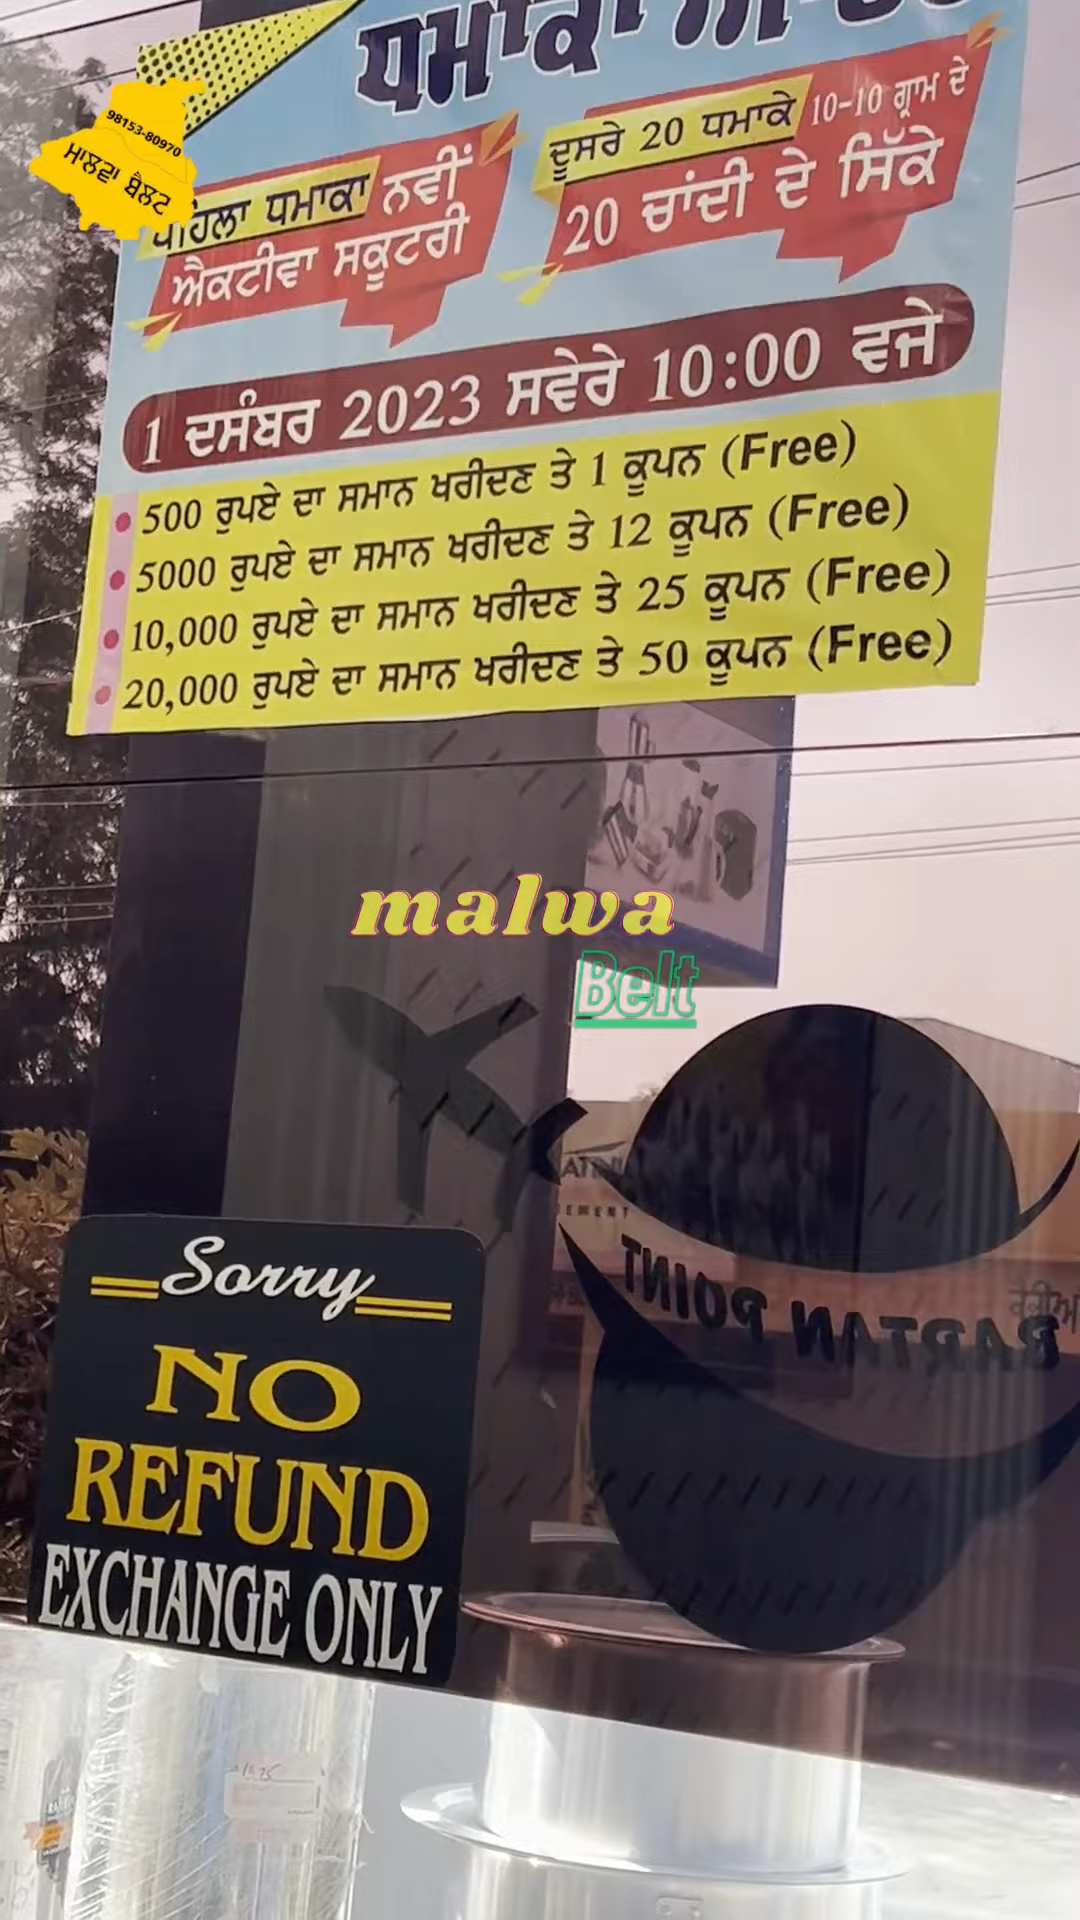 98153-80970
ਮਾਲਵਾ ਬੈਲਟ
ਪਹਿਲਾ ਧਮਾਕਾ ਨਵੀਂ
ਐਕਟੀਵਾ ਸਕੂਟਰੀ
ਦੂਸਰੇ 20 ਧਮਾਕੇ 10-10 ਗ੍ਰਾਮ ਦੇ
20 ਚਾਂਦੀ ਦੇ ਸਿੱਕੇ
1 ਦਸੰਬਰ 2023 ਸਵੇਰੇ 10:00 ਵਜੇ
500 ਰੁਪਏ ਦਾ ਸਮਾਨ ਖਰੀਦਣ ਤੇ 1 ਕੂਪਨ (Free)
5000 ਰੁਪਏ ਦਾ ਸਮਾਨ ਖਰੀਦਣ ਤੇ 12 ਕੂਪਨ (Free)
10,000 ਰੁਪਏ ਦਾ ਸਮਾਨ ਖਰੀਦਣ ਤੇ 25 ਕੂਪਨ (Free)
20,000 ਰੁਪਏ ਦਾ ਸਮਾਨ ਖਰੀਦਣ ਤੇ 50 ਕੂਪਨ (Free)
malwa
Belt
BARTAN POINT
Sorry
NO
REFUND
EXCHANGE ONLY